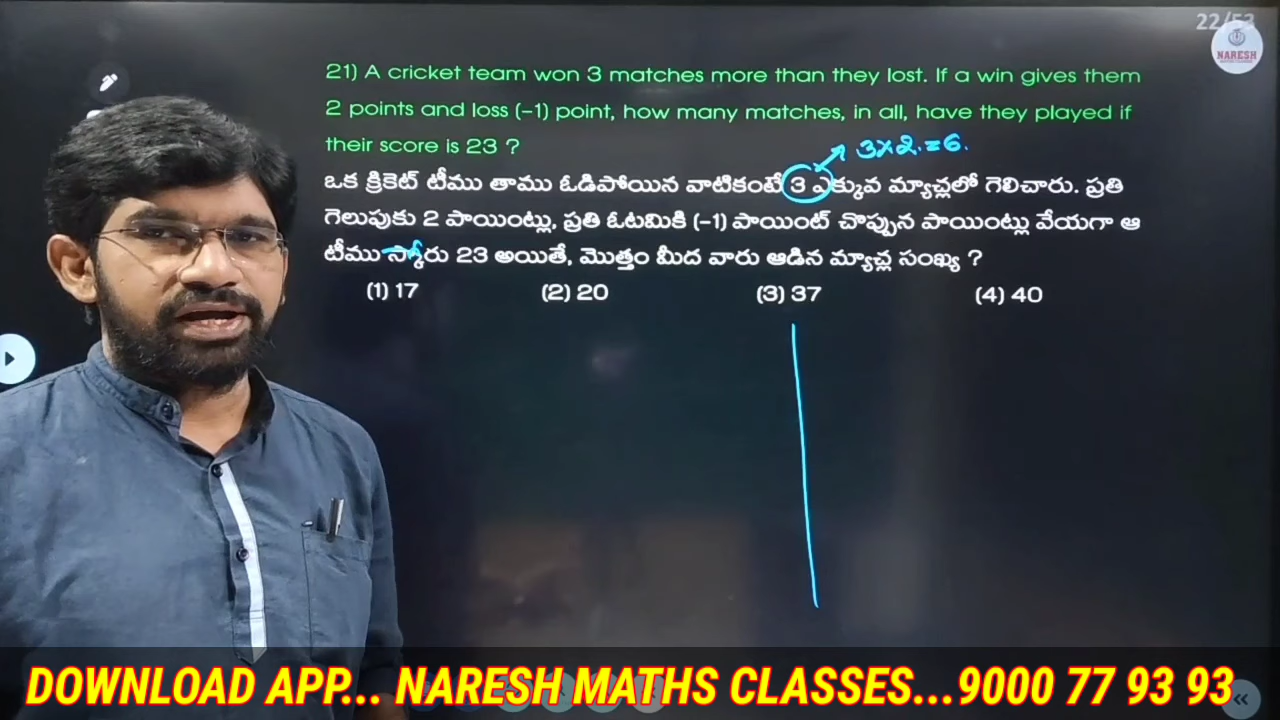 22/53
NARESH
21) A cricket team won 3 matches more than they lost. If a win gives them
2 points and loss (-1) point, how many matches, in all, have they played if
their score is 23 ?
3×2=6.
ఒక క్రికెట్ టీము తాము ఓడిపోయిన వాటికంటే 3 ఎక్కువ మ్యాచ్లలో గెలిచారు. ప్రతి
గెలుపుకు 2 పాయింట్లు, ప్రతి ఓటమికి (-1) పాయింట్ చొప్పున పాయింట్లు వేయగా ఆ
టీము స్కోరు 23 అయితే, మొత్తం మీద వారు ఆడిన మ్యాచ్ల సంఖ్య ?
(1) 17 (2) 20 (3) 37 (4) 40
DOWNLOAD APP... NARESH MATHS CLASSES...9000 77 93 93